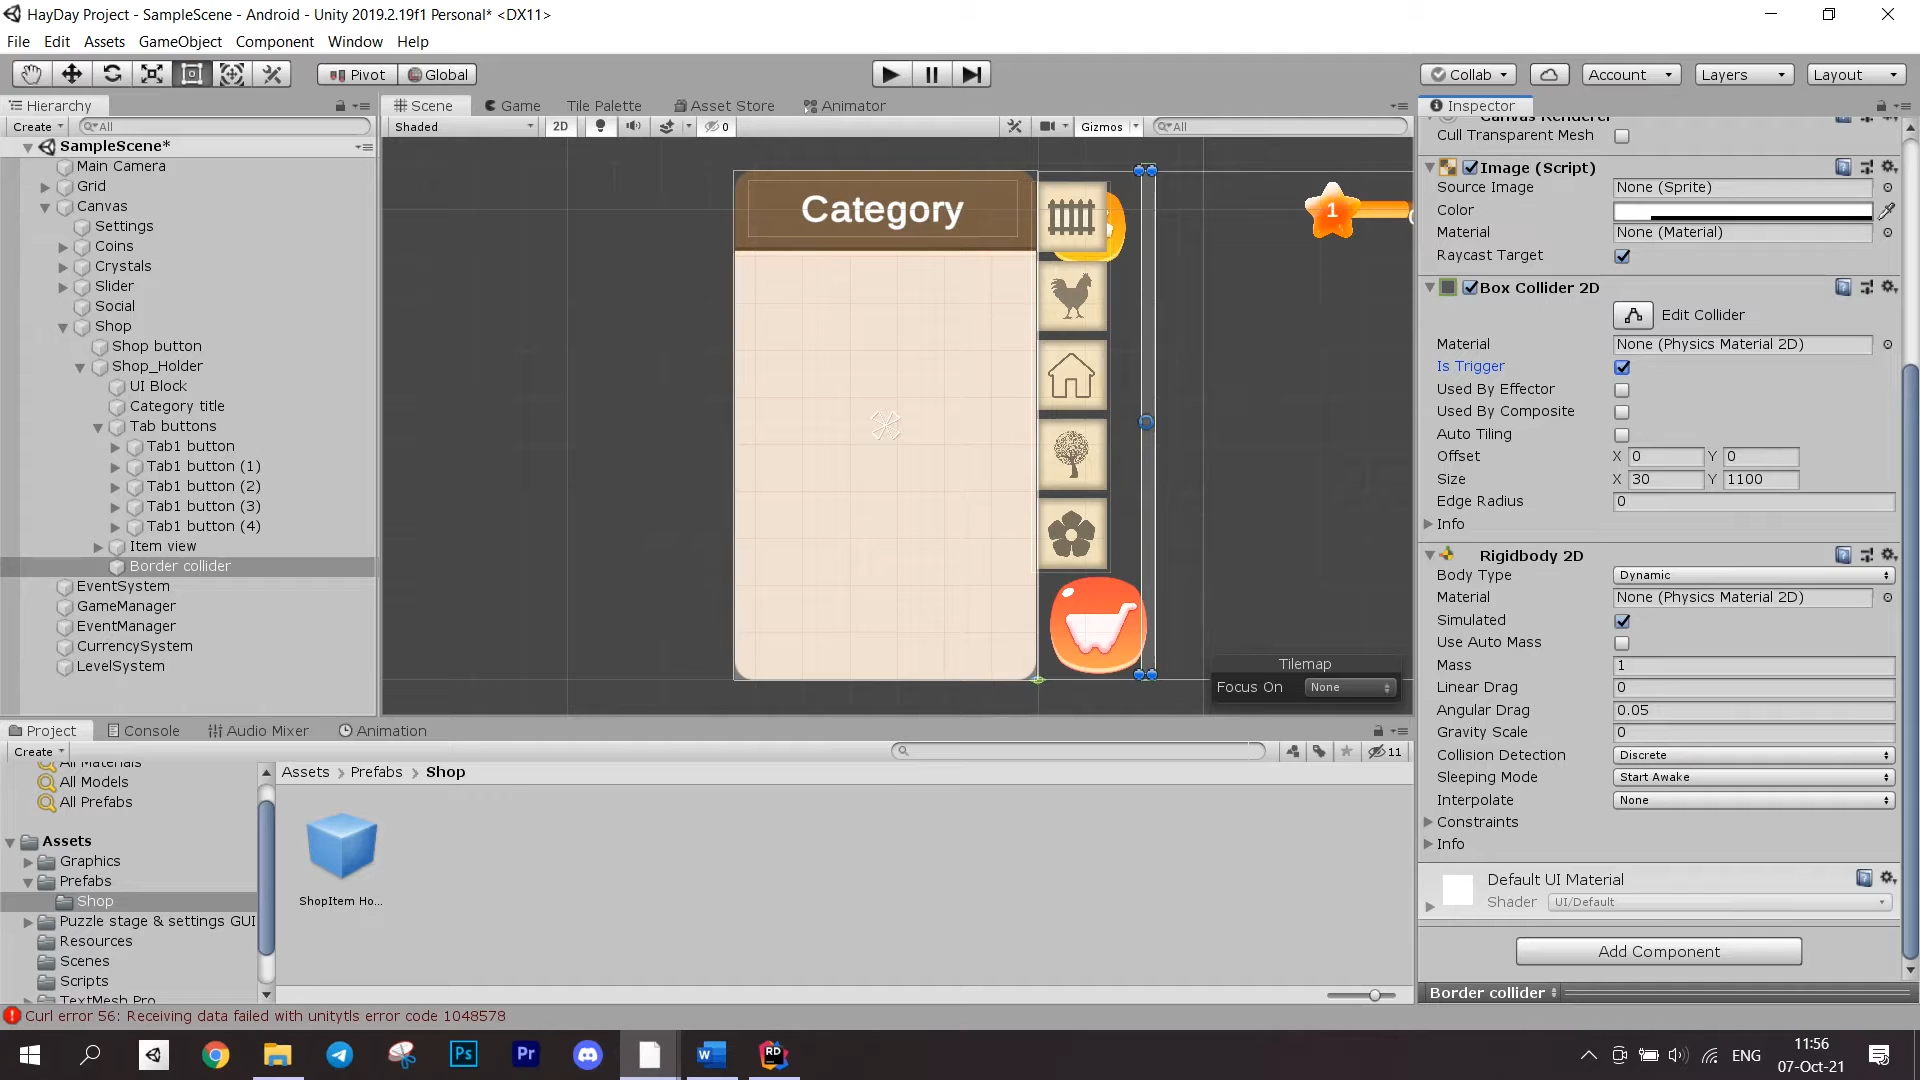 HayDay Project - SampleScene - Android - Unity 2019.2.19f1 Personal* <DX11>
File Edit Assets GameObject Component Window Help
Pivot Global
Collab Account Layers Layout
Hierarchy
Scene Game Tile Palette Asset Store Animator
Inspector
Create All
Shaded 2D 0 Gizmos All
SampleScene*
Main Camera
Grid
Canvas
Settings
Coins
Crystals
Slider
Social
Shop
Shop button
Shop_Holder
UI Block
Category title
Tab buttons
Tab1 button
Tab1 button (1)
Tab1 button (2)
Tab1 button (3)
Tab1 button (4)
Item view
Border collider
EventSystem
GameManager
EventManager
CurrencySystem
LevelSystem
Category
1
Tilemap
Focus On None
Canvas Renderer
Cull Transparent Mesh
Image (Script)
Source Image None (Sprite)
Color
Material None (Material)
Raycast Target
Box Collider 2D
Edit Collider
Material None (Physics Material 2D)
Is Trigger
Used By Effector
Used By Composite
Auto Tiling
Offset X 0 Y 0
Size X 30 Y 1100
Edge Radius 0
Info
Rigidbody 2D
Body Type Dynamic
Material None (Physics Material 2D)
Simulated
Use Auto Mass
Mass 1
Linear Drag 0
Angular Drag 0.05
Gravity Scale 0
Collision Detection Discrete
Sleeping Mode Start Awake
Interpolate None
Constraints
Info
Default UI Material
Shader UI/Default
Add Component
Border collider
Project Console Audio Mixer Animation
Create 11
All Materials
All Models
All Prefabs
Assets
Graphics
Prefabs
Shop
Puzzle stage & settings GUI
Resources
Scenes
Scripts
TextMesh Pro
Assets > Prefabs > Shop
ShopItem Ho...
Curl error 56: Receiving data failed with unitytls error code 1048578
Ps Pr W RD
ENG
11:56
07-Oct-21